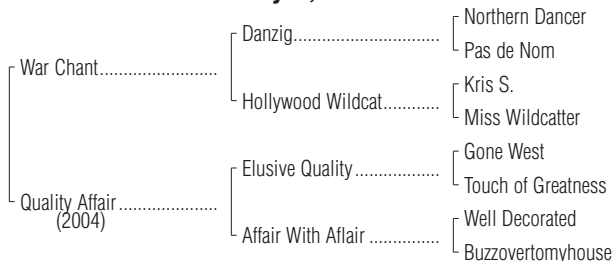 Northern Dancer
Danzig
Pas de Nom
War Chant
Kris S.
Hollywood Wildcat
Miss Wildcatter
Gone West
Elusive Quality
Touch of Greatness
Quality Affair
(2004)
Well Decorated
Affair With Aflair
Buzzovertomyhouse